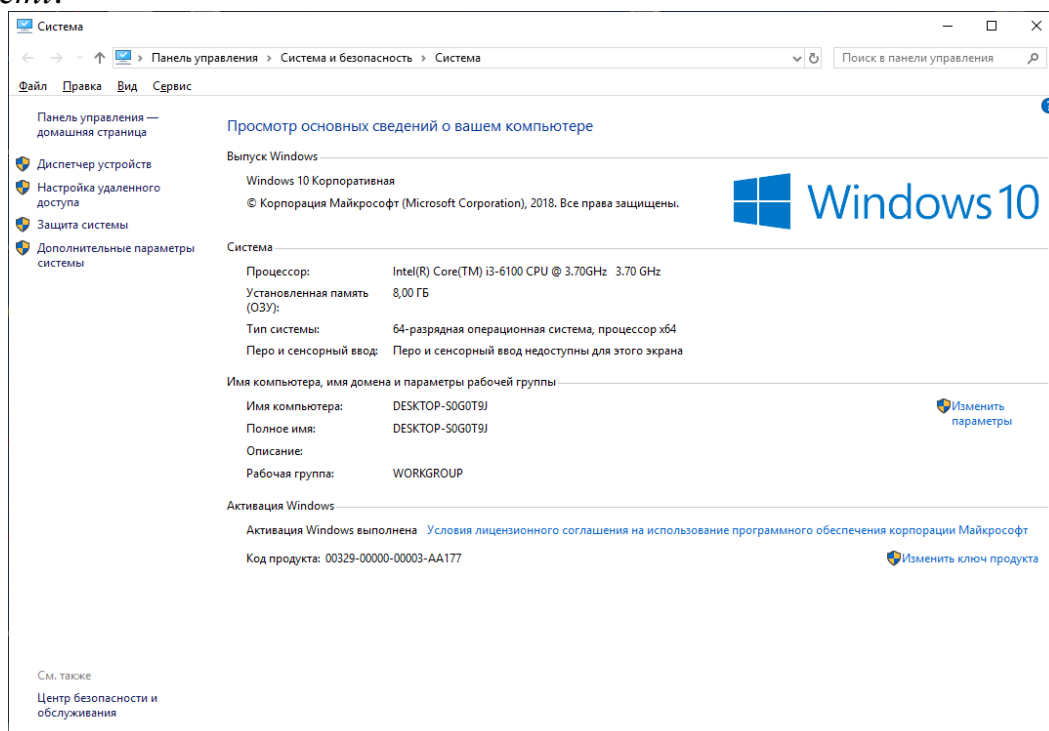 Система
Панель управления › Система и безопасность › Система
Поиск в панели управления
Файл Правка Вид Сервис
Панель управления —
домашняя страница
Диспетчер устройств
Настройка удаленного
доступа
Защита системы
Дополнительные параметры
системы
Просмотр основных сведений о вашем компьютере
Выпуск Windows
Windows 10 Корпоративная
© Корпорация Майкрософт (Microsoft Corporation), 2018. Все права защищены.
Windows 10
Система
Процессор: Intel(R) Core(TM) i3-6100 CPU @ 3.70GHz 3.70 GHz
Установленная память 8,00 ГБ
(ОЗУ):
Тип системы: 64-разрядная операционная система, процессор x64
Перо и сенсорный ввод: Перо и сенсорный ввод недоступны для этого экрана
Имя компьютера, имя домена и параметры рабочей группы
Имя компьютера: DESKTOP-S0G0T9J
Изменить
параметры
Полное имя: DESKTOP-S0G0T9J
Описание:
Рабочая группа: WORKGROUP
Активация Windows
Активация Windows выполнена Условия лицензионного соглашения на использование программного обеспечения корпорации Майкрософт
Код продукта: 00329-00000-00003-AA177
Изменить ключ продукта
См. также
Центр безопасности и
обслуживания